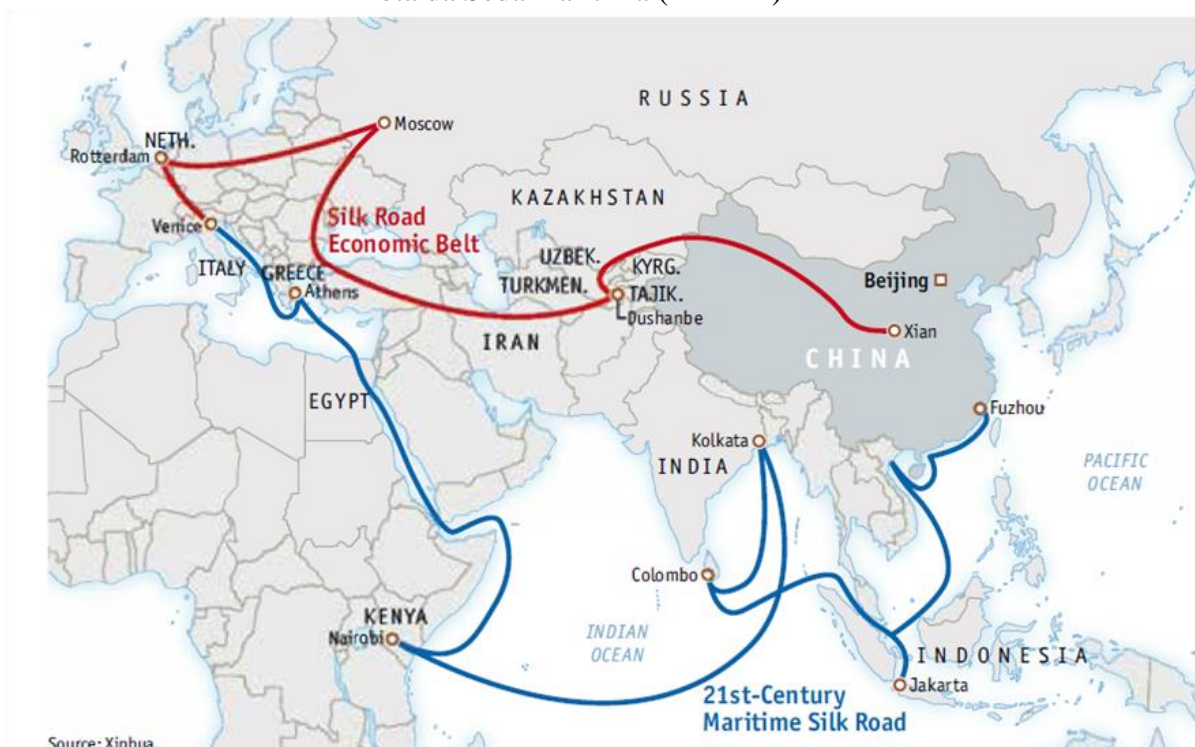 RUSSIA
Moscow
NETH.
Rotterdam
KAZAKHSTAN
Venice
Silk Road
Economic Belt
UZBEK.
KYRG.
ITALY
GREECE
Beijing
TURKMEN.
TAJIK.
Athens
Dushanbe
Xian
IRAN
CHINA
EGYPT
Fuzhou
Kolkata
INDIA
PACIFIC
OCEAN
Colombo
KENYA
Nairobi
INDIAN
OCEAN
INDONESIA
Jakarta
21st-Century
Maritime Silk Road
Source: Xinhua.